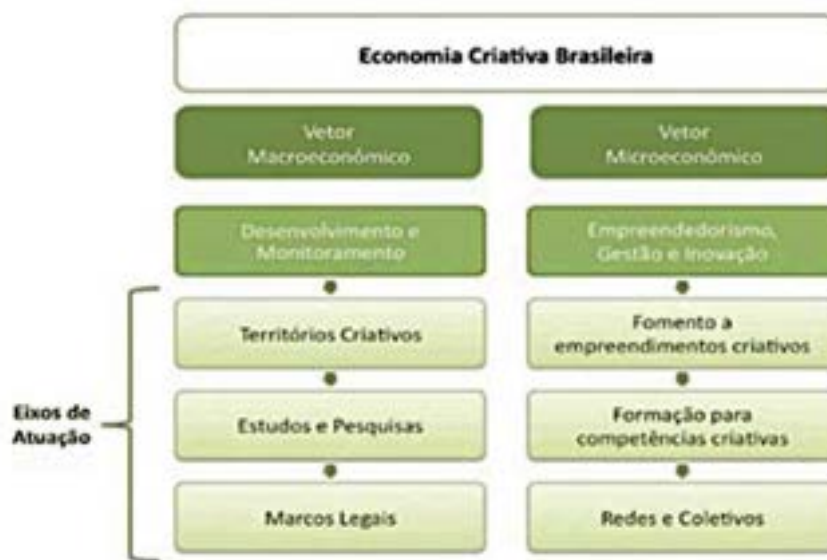 Economia Criativa Brasileira
Vetor
Macroeconômico
Vetor
Microeconômico
Desenvolvimento e
Monitoramento
Empreendedorismo,
Gestão e Inovação
Eixos de
Atuação
Territórios Criativos
Fomento a
empreendimentos criativos
Estudos e Pesquisas
Formação para
competências criativas
Marcos Legais
Redes e Coletivos